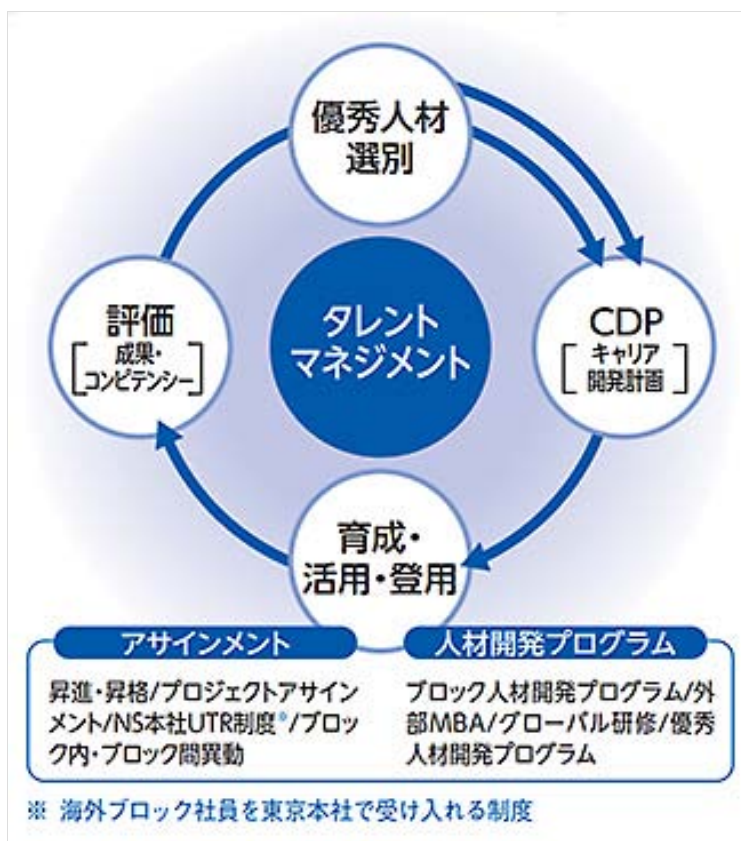 優秀人材
選別
タレント
マネジメント
評価
[成果・
コンピテンシー]
CDP
[キャリア
開発計画]
育成・
活用・登用
アサインメント
昇進・昇格/プロジェクトアサイン
メント/NS本社UTR制度※/ブロッ
ク内・ブロック間異動
人材開発プログラム
ブロック人材開発プログラム/外
部MBA/グローバル研修/優秀
人材開発プログラム
※ 海外ブロック社員を東京本社で受け入れる制度